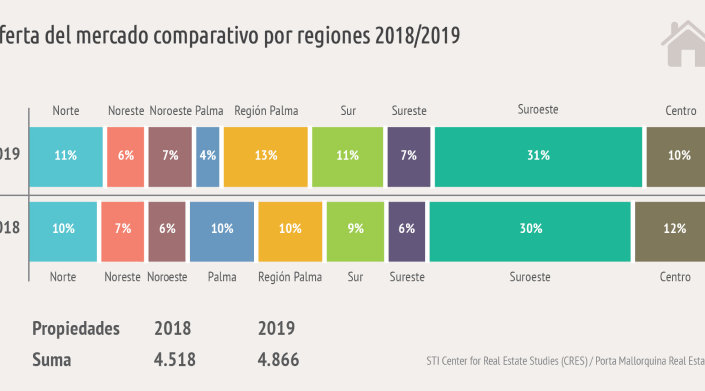 ferta del mercado comparativo por regiones 2018/2019
Norte Noreste Noroeste Palma Región Palma Sur Sureste Suroeste Centro
019 11% 6% 7% 4% 13% 11% 7% 31% 10%
018 10% 7% 6% 10% 10% 9% 6% 30% 12%
Norte Noreste Noroeste Palma Región Palma Sur Sureste Suroeste Centro
Propiedades 2018 2019
Suma 4.518 4.866
STI Center for Real Estate Studies (CRES) / Porta Mallorquina Real Esta